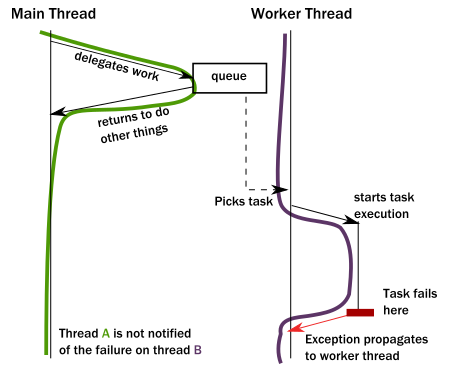 Main Thread
Worker Thread
delegates work
queue
returns to do
other things
Picks task
starts task
execution
Task fails
here
Thread A is not notified
of the failure on thread B
Exception propagates
to worker thread